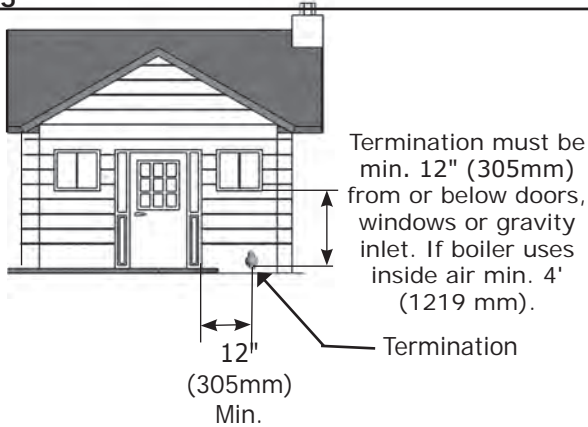 Termination must be
min. 12" (305mm)
from or below doors,
windows or gravity
inlet. If boiler uses
inside air min. 4'
(1219 mm).
Termination
12"
(305mm)
Min.